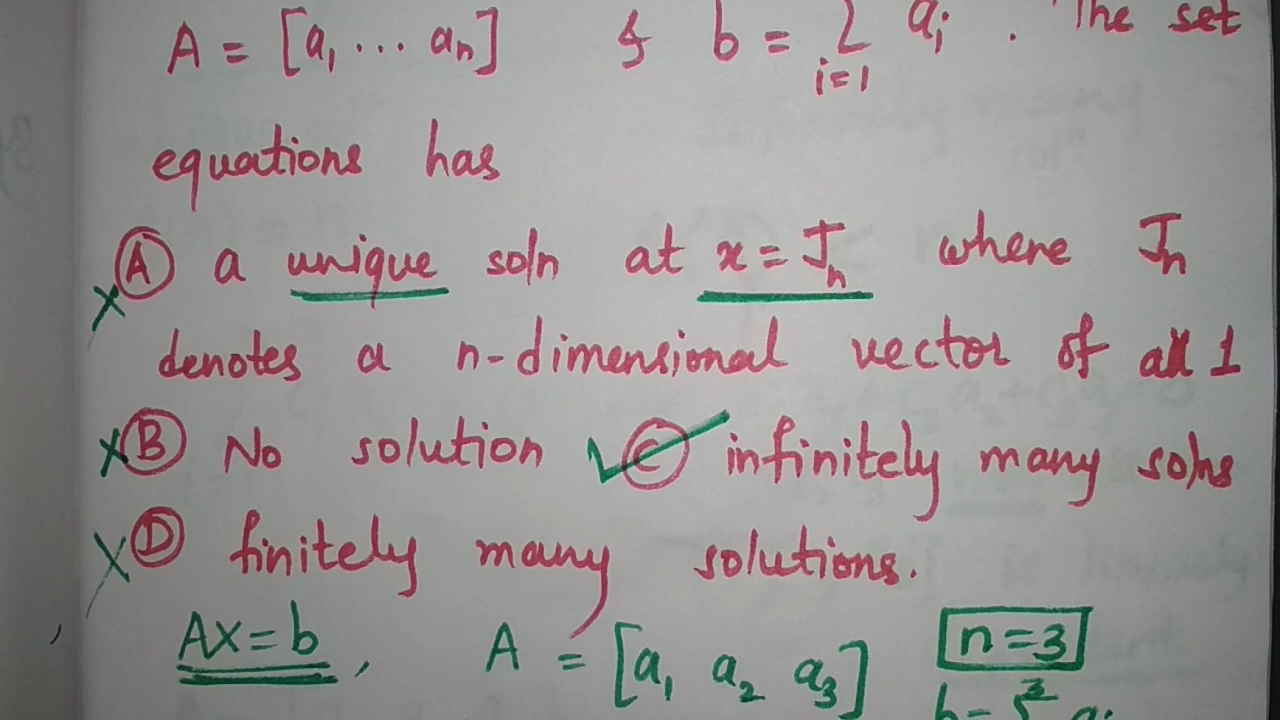 A = [a₁ ... aₙ] & b = Σ i=1 aᵢ . The set
equations has
Ⓐ a unique soln at x = Jₙ where Jₙ
denotes a n-dimensional vector of all 1
Ⓑ No solution Ⓒ infinitely many solns
Ⓓ finitely many solutions.
AX=b , A = [a₁ a₂ a₃] n=3